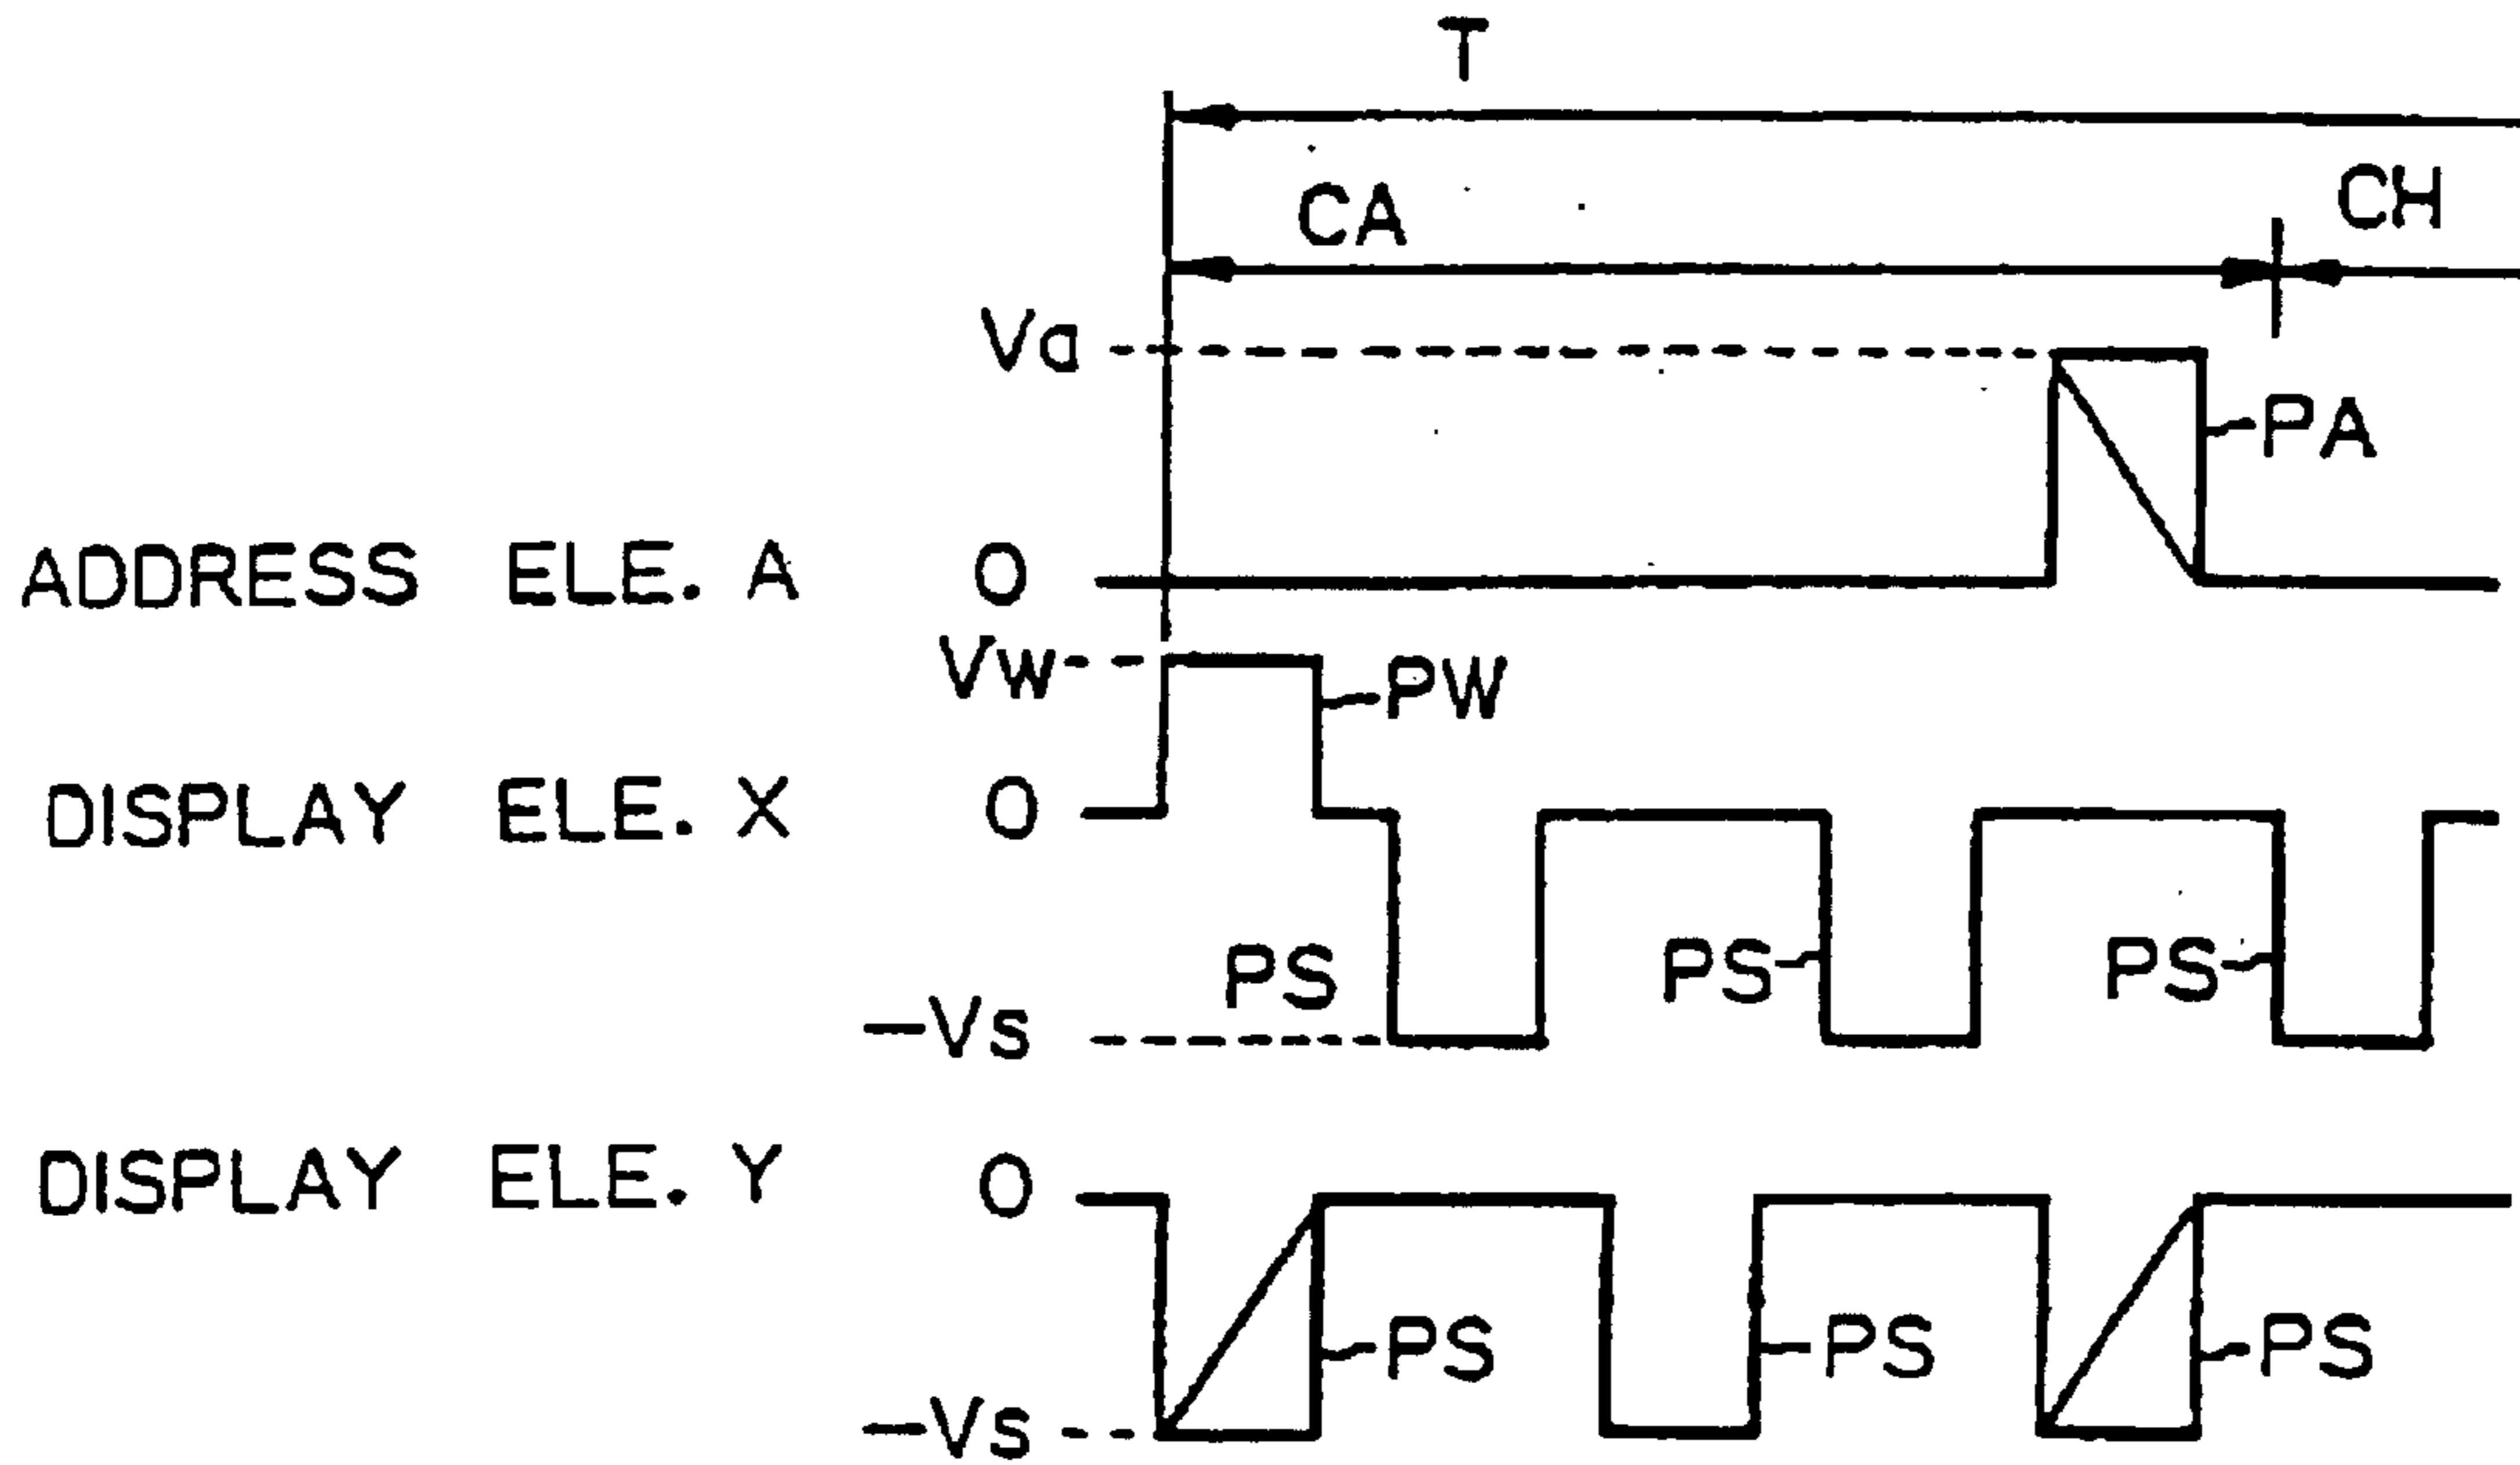 T
CA
CH
Va
PA
ADDRESS ELE. A 0
Vw
PW
DISPLAY ELE. X 0
PS PS PS
-Vs
DISPLAY ELE. Y 0
PS PS PS
-Vs